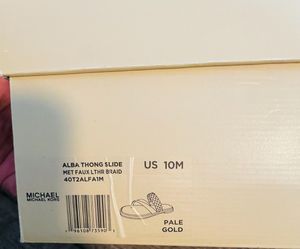 ALBA THONG SLIDE
MET FAUX LTHR BRAID
40T2ALFA1M
US 10M
MICHAEL
MICHAEL KORS
PALE
GOLD